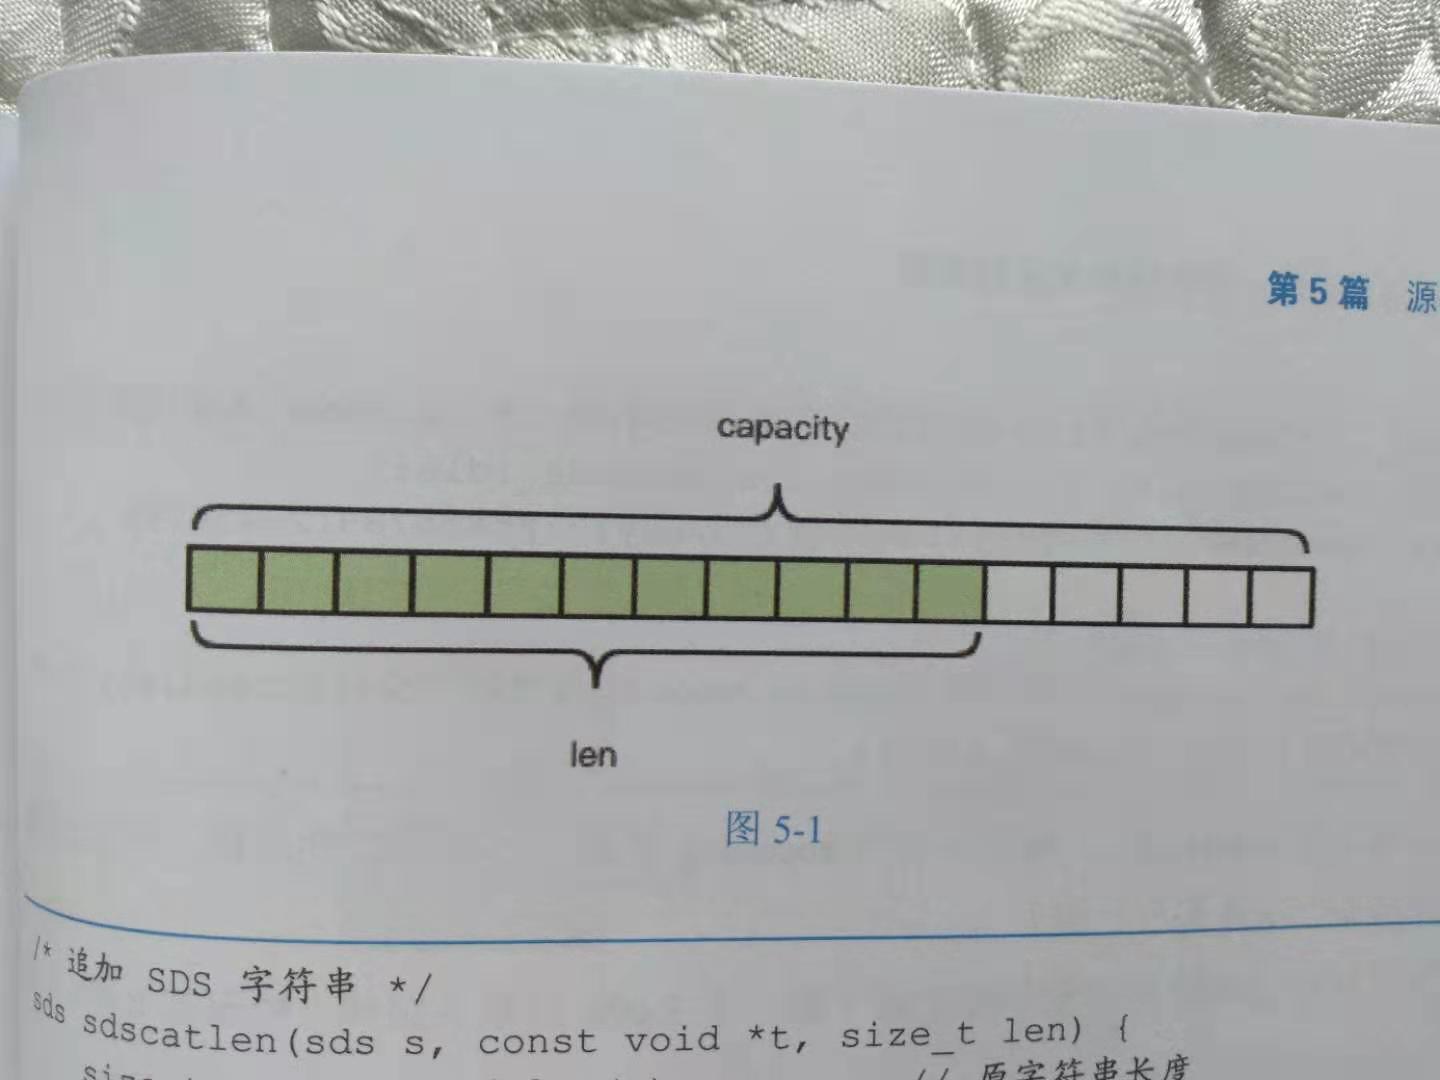 第 5 篇 源
capacity
len
图 5-1
/* 追加 SDS 字符串 */
sds sdscatlen(sds s, const void *t, size_t len) {
// 原字符串长度